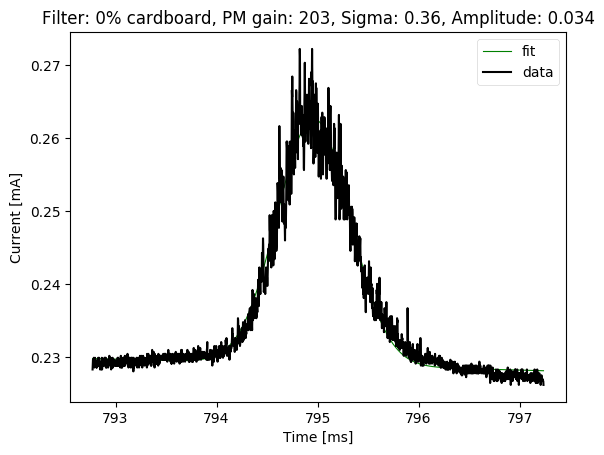 Filter: 0% cardboard, PM gain: 203, Sigma: 0.36, Amplitude: 0.034
fit
data
0.27
0.26
0.25
0.24
0.23
Current [mA]
793 794 795 796 797
Time [ms]